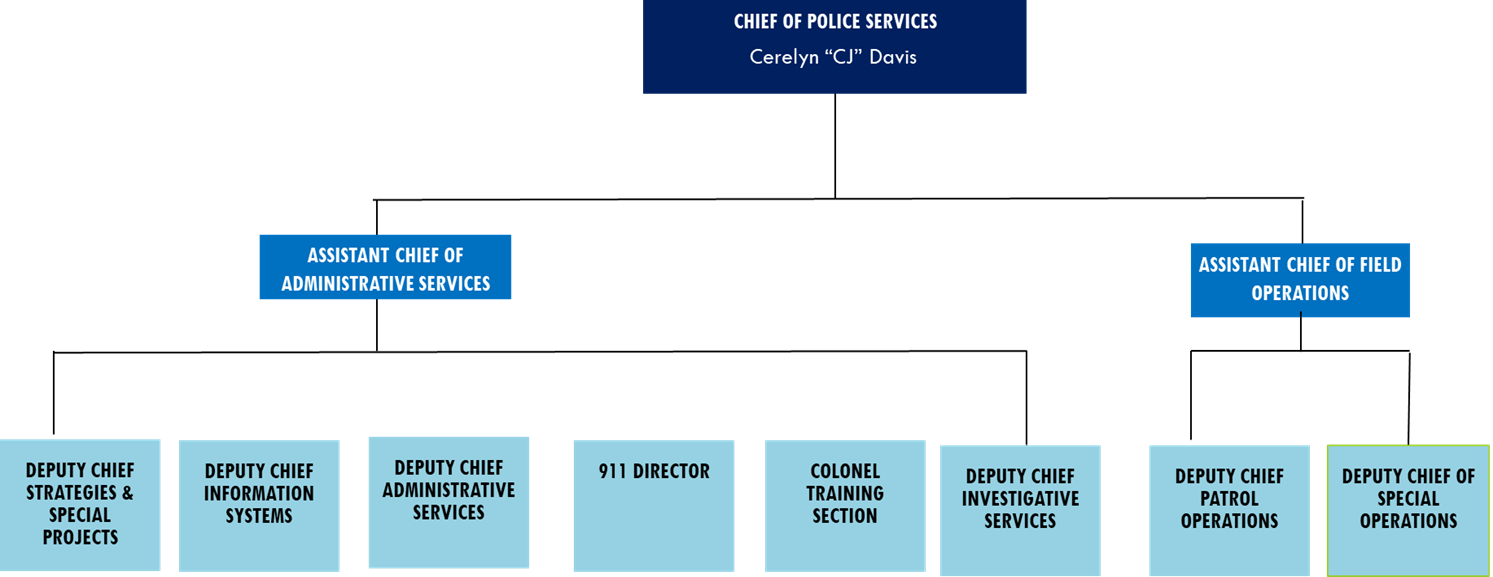 CHIEF OF POLICE SERVICES
Cerelyn “CJ” Davis
ASSISTANT CHIEF OF
ADMINISTRATIVE SERVICES
ASSISTANT CHIEF OF FIELD
OPERATIONS
DEPUTY CHIEF
STRATEGIES &
SPECIAL
PROJECTS
DEPUTY CHIEF
INFORMATION
SYSTEMS
DEPUTY CHIEF
ADMINISTRATIVE
SERVICES
911 DIRECTOR
COLONEL
TRAINING
SECTION
DEPUTY CHIEF
INVESTIGATIVE
SERVICES
DEPUTY CHIEF
PATROL
OPERATIONS
DEPUTY CHIEF OF
SPECIAL
OPERATIONS